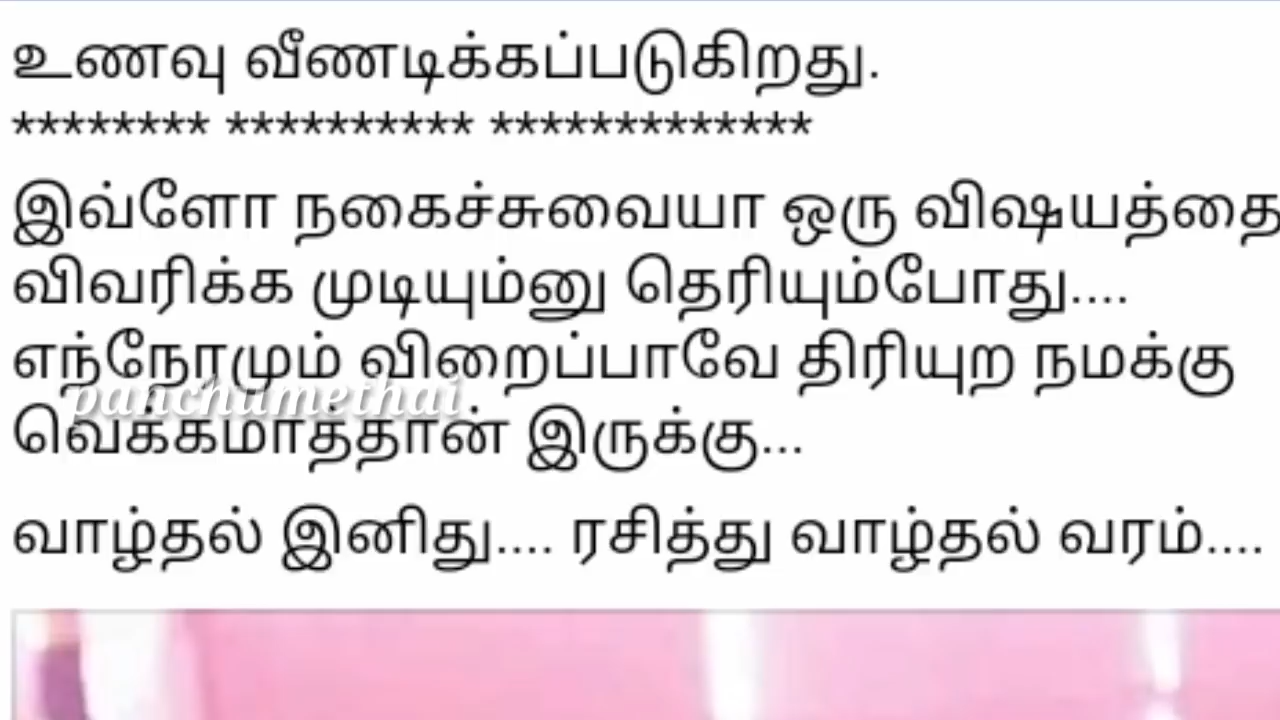 உணவு வீணடிக்கப்படுகிறது.
******** ********** *************
இவ்ளோ நகைச்சுவையா ஒரு விஷயத்தை
விவரிக்க முடியும்னு தெரியும்போது....
எந்நேரமும் விறைப்பாவே திரியுற நமக்கு
வெக்கமாத்தான் இருக்கு...
panchumethai
வாழ்தல் இனிது.... ரசித்து வாழ்தல் வரம்....